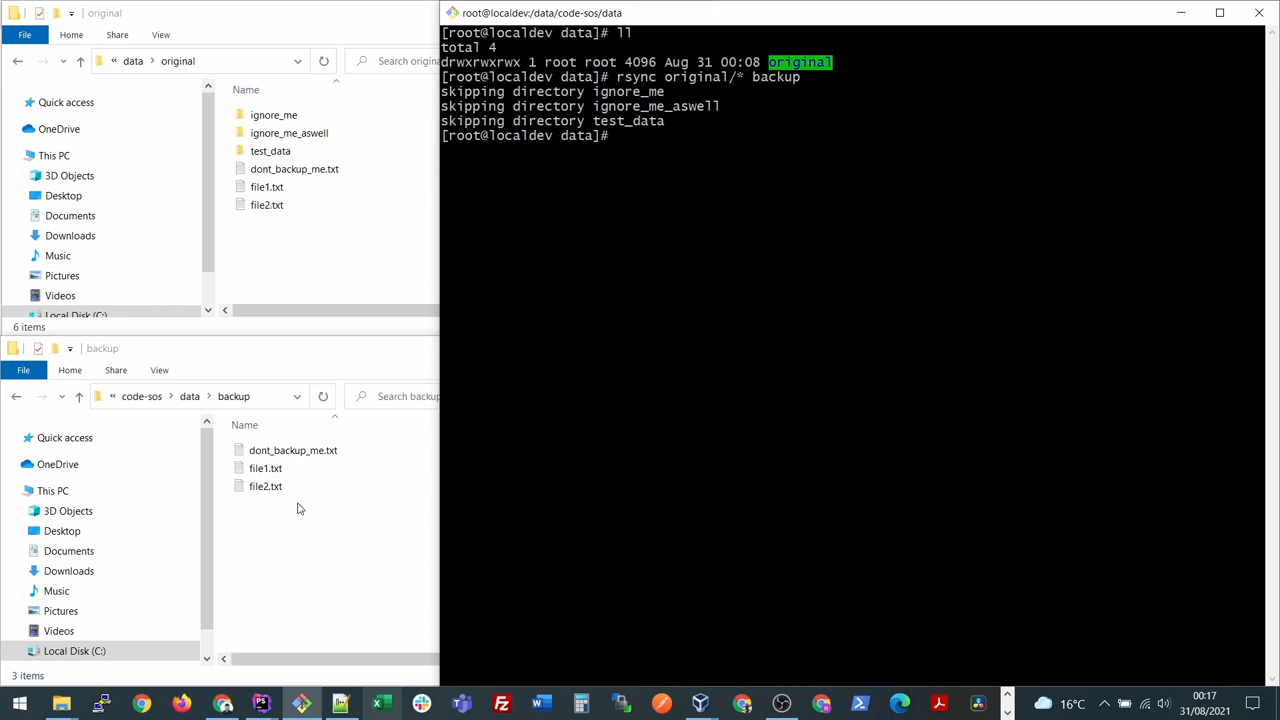 original
File Home Share View
« data > original Search origina
Name
Quick access
OneDrive
This PC
3D Objects
Desktop
Documents
Downloads
Music
Pictures
Videos
Local Disk (C:)
ignore_me
ignore_me_aswell
test_data
dont_backup_me.txt
file1.txt
file2.txt
6 items
backup
File Home Share View
« code-sos > data > backup Search backup
Name
Quick access
OneDrive
This PC
3D Objects
Desktop
Documents
Downloads
Music
Pictures
Videos
Local Disk (C:)
dont_backup_me.txt
file1.txt
file2.txt
3 items
root@localdev:/data/code-sos/data
[root@localdev data]# ll
total 4
drwxrwxrwx 1 root root 4096 Aug 31 00:08 original
[root@localdev data]# rsync original/* backup
skipping directory ignore_me
skipping directory ignore_me_aswell
skipping directory test_data
[root@localdev data]#
16°C
00:17
31/08/2021